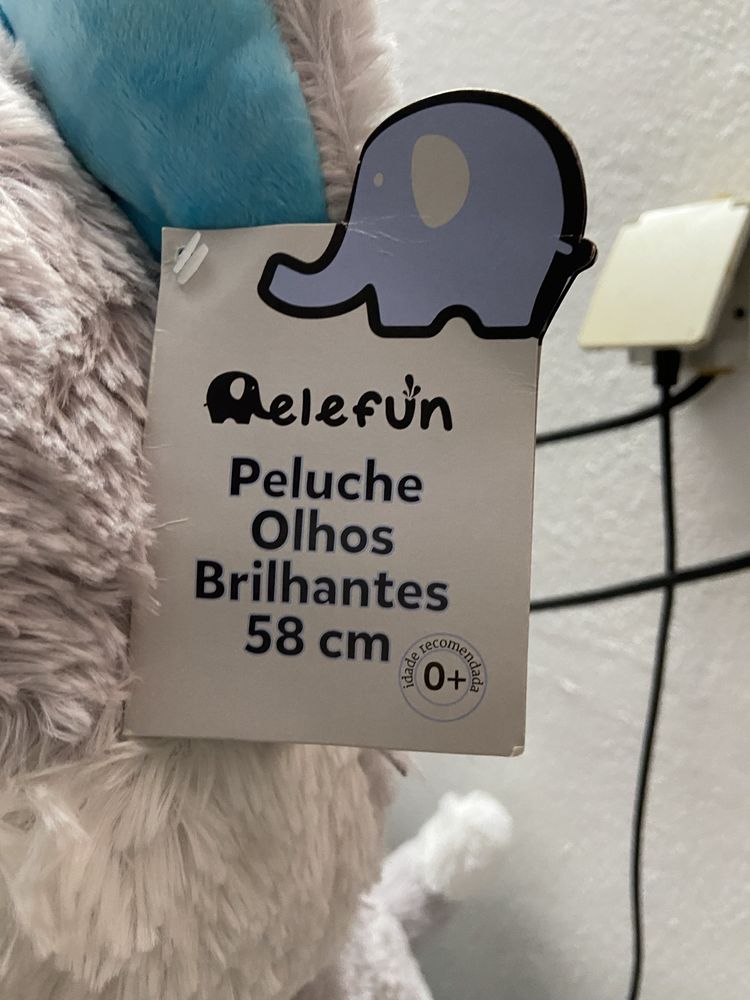 elefun
Peluche
Olhos
Brilhantes
58 cm
idade recomendada
0+